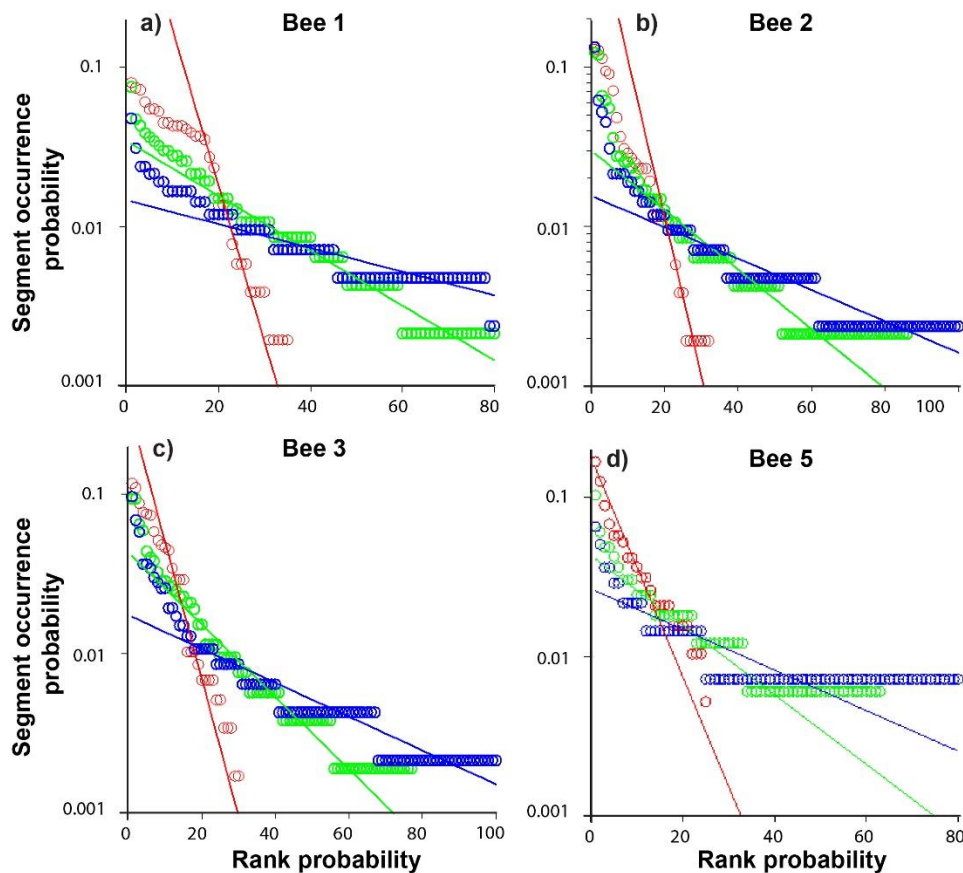 a) Bee 1
b) Bee 2
0.1
0.01
0.001
0 20 40 60 80
0 20 40 60 80 100
Segment occurrence
probability
c) Bee 3
d) Bee 5
0.1
0.01
0.001
0 20 40 60 80 100
0.1
0.01
0.001
0 20 40 60 80
Segment occurrence
probability
Rank probability
Rank probability
0.1
0.01
0.001